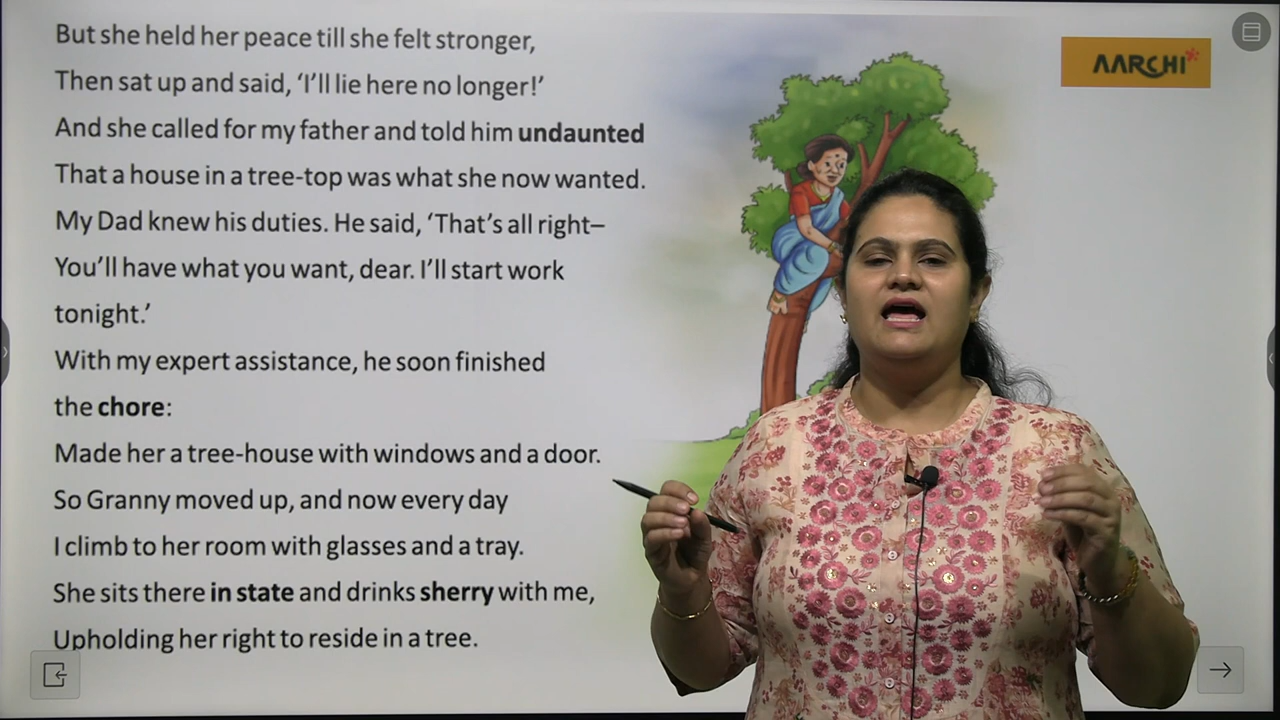 But she held her peace till she felt stronger,
Then sat up and said, ‘I’ll lie here no longer!’
And she called for my father and told him undaunted
That a house in a tree-top was what she now wanted.
My Dad knew his duties. He said, ‘That’s all right–
You’ll have what you want, dear. I’ll start work
tonight.’
With my expert assistance, he soon finished
the chore:
Made her a tree-house with windows and a door.
So Granny moved up, and now every day
I climb to her room with glasses and a tray.
She sits there in state and drinks sherry with me,
Upholding her right to reside in a tree.
AARCHI